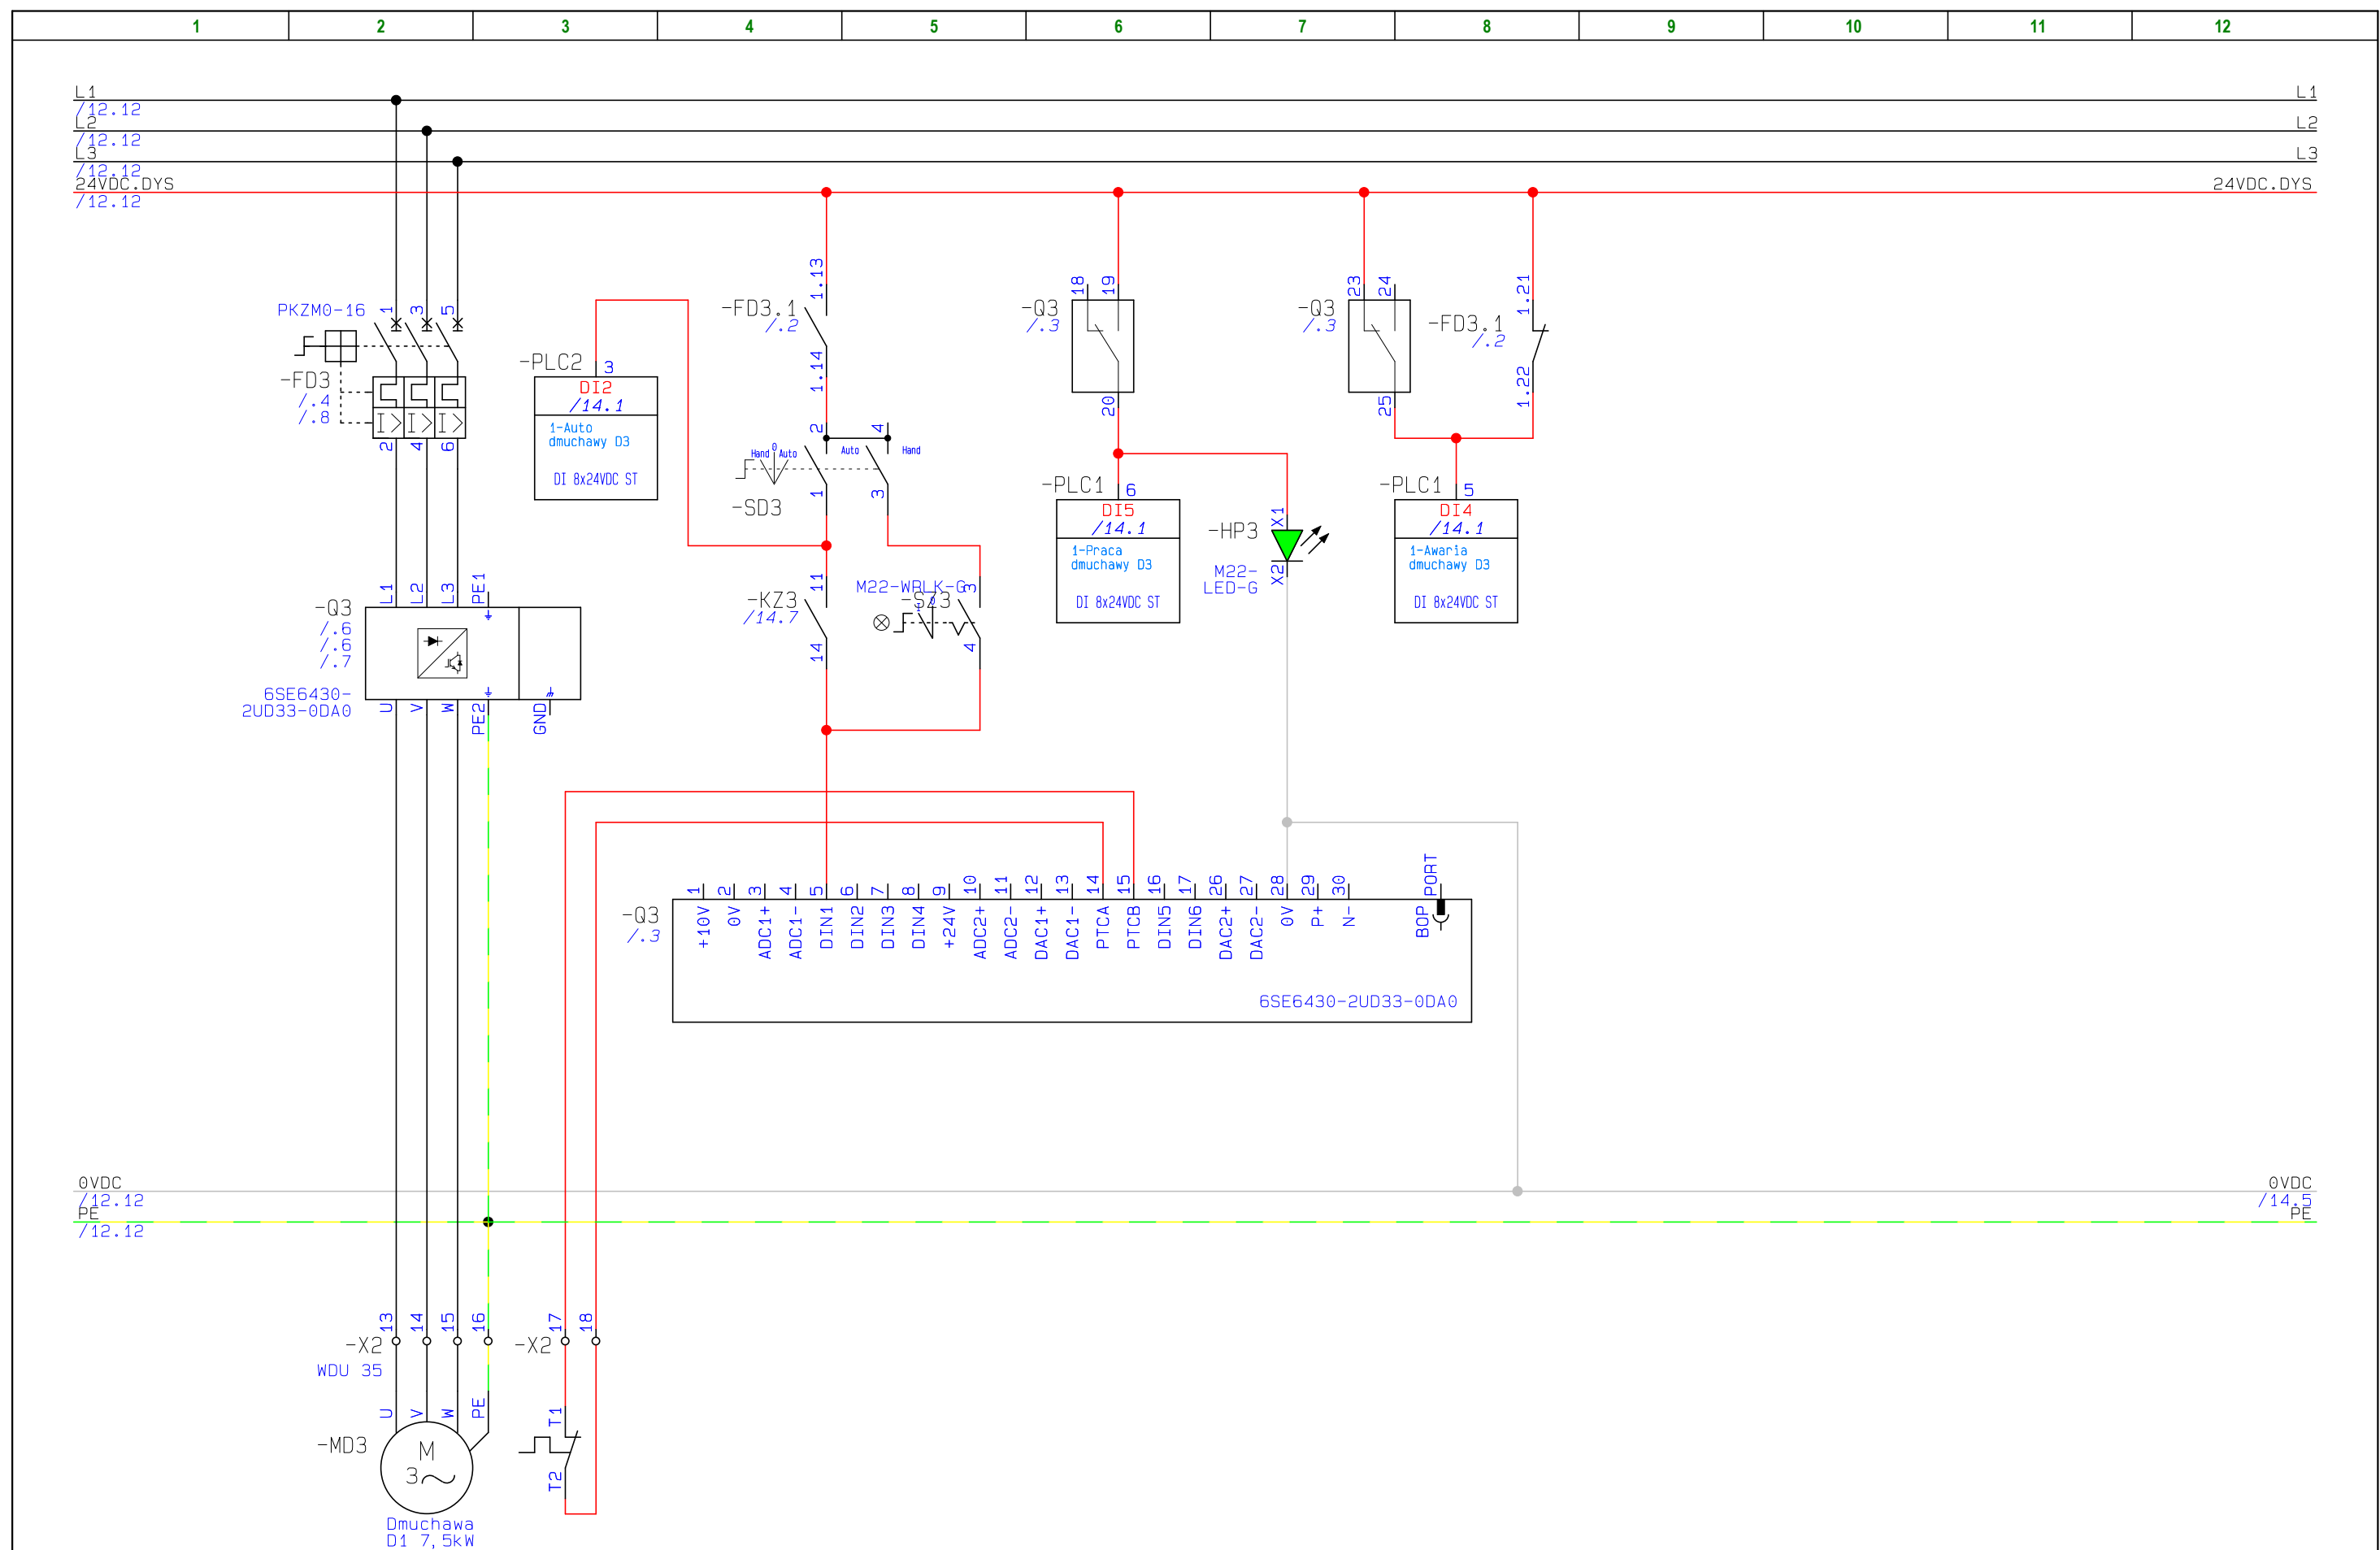 1 2 3 4 5 6 7 8 9 10 11 12
L1 L1
/12.12
L2 L2
/12.12
L3 L3
/12.12
24VDC.DYS 24VDC.DYS
/12.12
PKZM0-16
1 3 5
-FD3
/.4
/.8
2 4 6
-PLC2
3
DI2
/14.1
1-Auto
dmuchawy D3
DI 8x24VDC ST
-FD3.1
/.2
1.13
1.14
2 4
Hand 0 Auto
Auto
Hand
-SD3
1 3
-KZ3
/14.7
11
14
M22-WRLK-G
-SZ3
1 0
3
4
-Q3
/.3
18 19
20
-PLC1
6
DI5
/14.1
1-Praca
dmuchawy D3
DI 8x24VDC ST
-HP3
M22-
LED-G
X1
X2
-Q3
/.3
23 24
25
-FD3.1
/.2
1.21
1.22
-PLC1
5
DI4
/14.1
1-Awaria
dmuchawy D3
DI 8x24VDC ST
L1 L2 L3 PE1
-Q3
/.6
/.6
/.7
6SE6430-
2UD33-0DA0
U V W PE2 GND
-Q3
/.3
1 2 3 4 5 6 7 8 9 10 11 12 13 14 15 16 17 26 27 28 29 30 PORT
+10V 0V ADC1+ ADC1- DIN1 DIN2 DIN3 DIN4 +24V ADC2+ ADC2- DAC1+ DAC1- PTCA PTCB DIN5 DIN6 DAC2+ DAC2- 0V P+ N- BOP
6SE6430-2UD33-0DA0
0VDC 0VDC
/12.12 /14.5
PE PE
/12.12
13 14 15 16 17 18
-X2 -X2
WDU 35
U V W PE
T1
T2
-MD3
M
3
Dmuchawa
D1 7,5kW